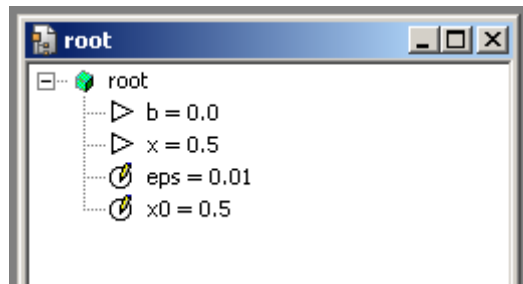 root
root
b = 0.0
x = 0.5
eps = 0.01
x0 = 0.5